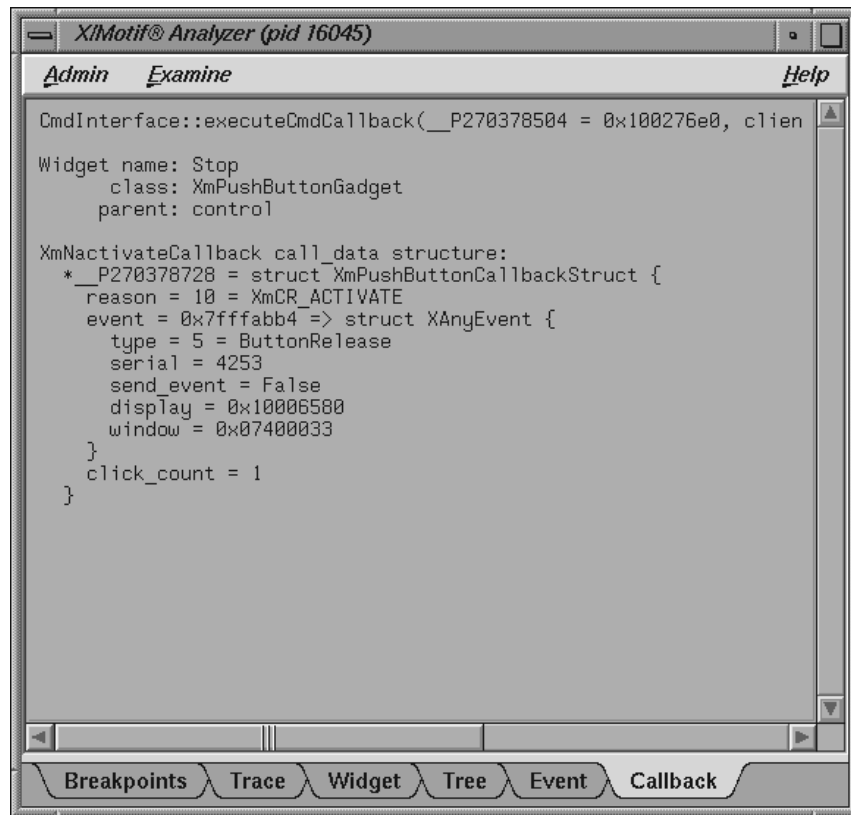 X/Motif® Analyzer (pid 16045)
Admin Examine Help
CmdInterface::executeCmdCallback(__P270378504 = 0x100276e0, clien
Widget name: Stop
class: XmPushButtonGadget
parent: control
XmNactivateCallback call_data structure:
*__P270378728 = struct XmPushButtonCallbackStruct {
reason = 10 = XmCR_ACTIVATE
event = 0x7fffabb4 => struct XAnyEvent {
type = 5 = ButtonRelease
serial = 4253
send_event = False
display = 0x10006580
window = 0x07400033
}
click_count = 1
}
Breakpoints Trace Widget Tree Event Callback